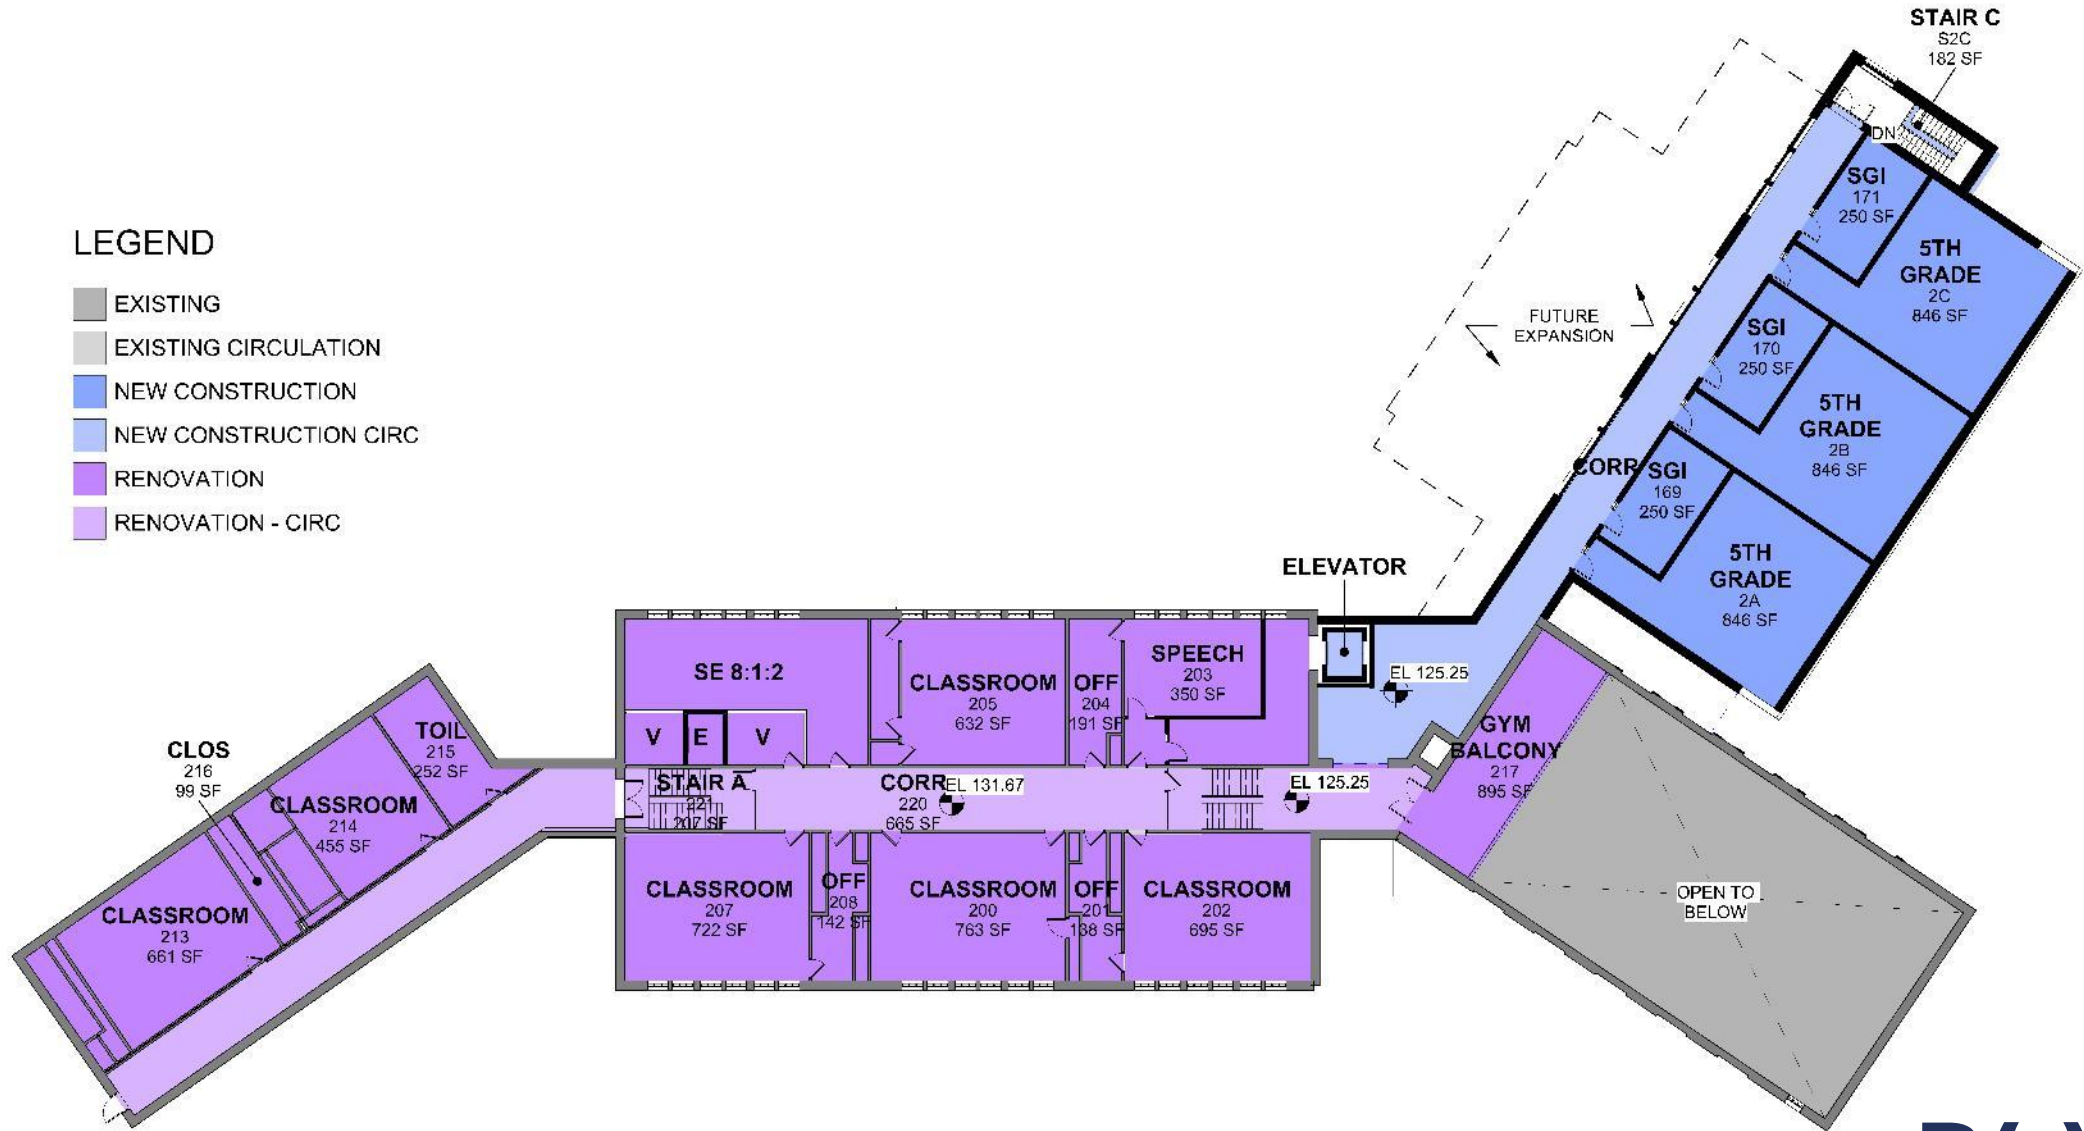 STAIR C
S2C
182 SF
DN
LEGEND
EXISTING
EXISTING CIRCULATION
NEW CONSTRUCTION
NEW CONSTRUCTION CIRC
RENOVATION
RENOVATION - CIRC
SGI
171
250 SF
5TH
GRADE
2C
846 SF
FUTURE
EXPANSION
SGI
170
250 SF
5TH
GRADE
2B
846 SF
CORR
SGI
169
250 SF
5TH
GRADE
2A
846 SF
ELEVATOR
EL 125.25
SE 8:1:2
V
E
V
CLASSROOM
205
632 SF
OFF
204
191 SF
SPEECH
203
350 SF
GYM
BALCONY
217
895 SF
TOIL
215
252 SF
CLOS
216
99 SF
CLASSROOM
214
455 SF
CLASSROOM
213
661 SF
STAIR A
221
207 SF
CORR
220
665 SF
EL 131.67
EL 125.25
CLASSROOM
207
722 SF
OFF
208
142 SF
CLASSROOM
200
763 SF
OFF
201
138 SF
CLASSROOM
202
695 SF
OPEN TO
BELOW